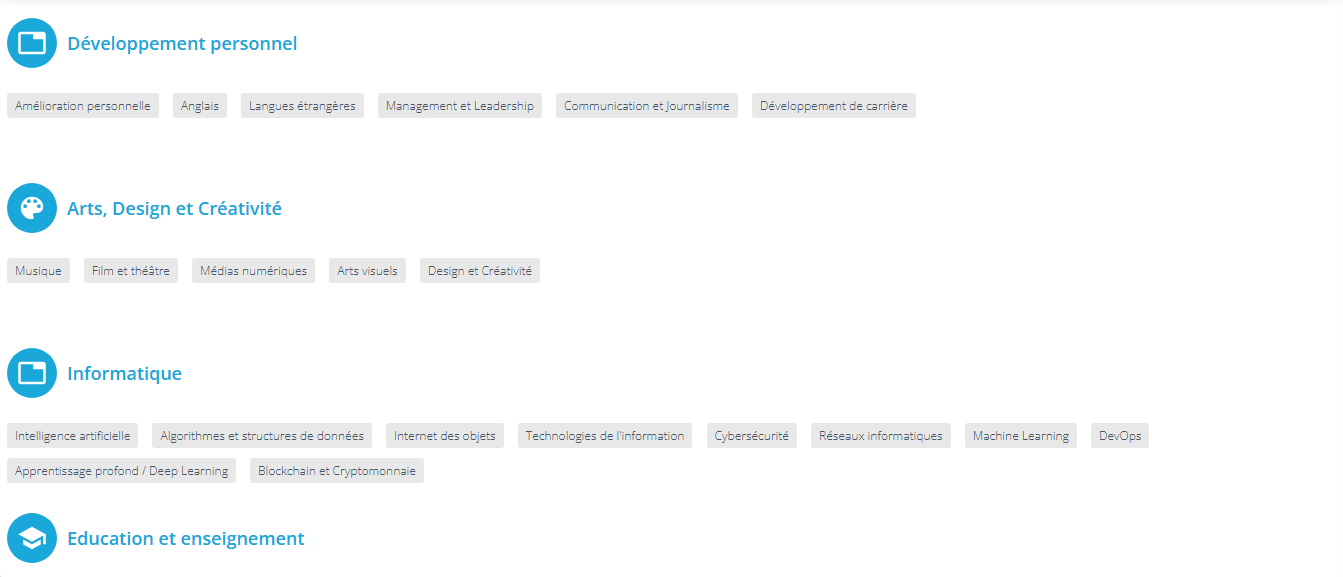 Développement personnel
Amélioration personnelle Anglais Langues étrangères Management et Leadership Communication et Journalisme Développement de carrière
Arts, Design et Créativité
Musique Film et théâtre Médias numériques Arts visuels Design et Créativité
Informatique
Intelligence artificielle Algorithmes et structures de données Internet des objets Technologies de l'information Cybersécurité Réseaux informatiques Machine Learning DevOps
Apprentissage profond / Deep Learning Blockchain et Cryptomonnaie
Education et enseignement